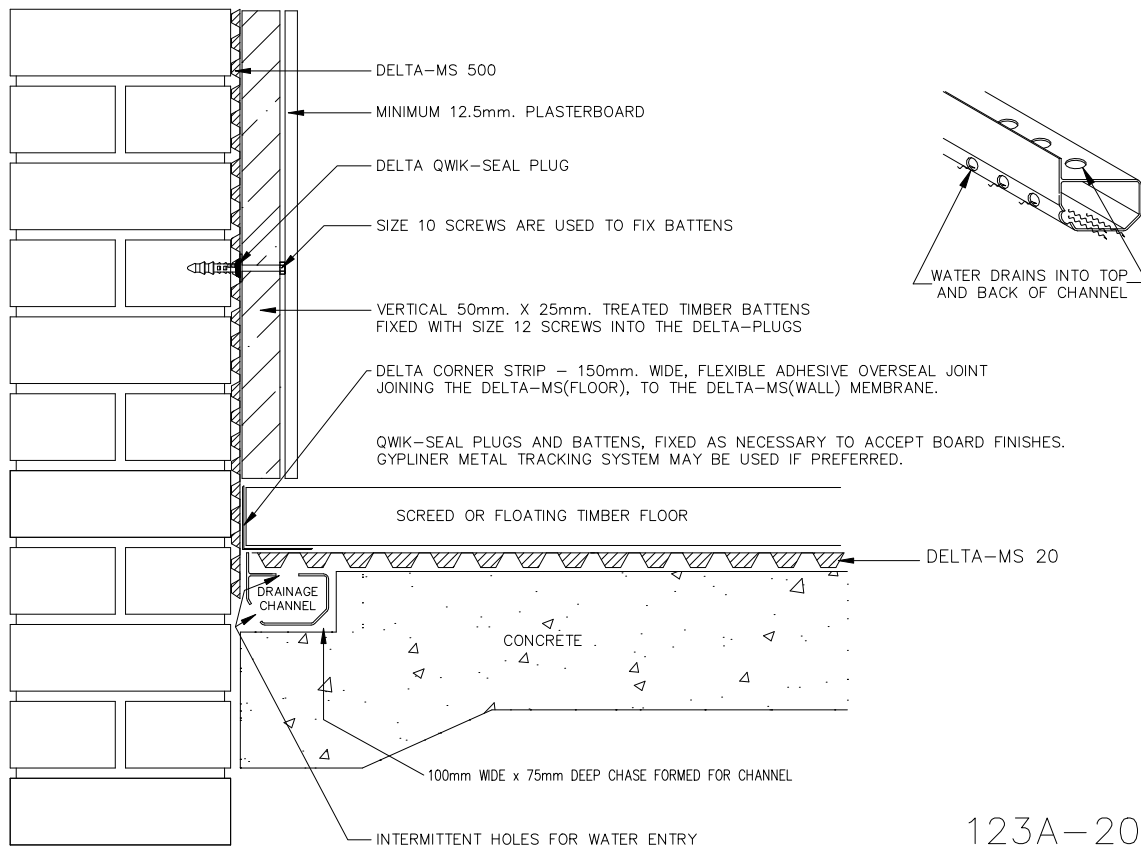 DELTA-MS 500
MINIMUM 12.5mm. PLASTERBOARD
DELTA QWIK-SEAL PLUG
SIZE 10 SCREWS ARE USED TO FIX BATTENS
WATER DRAINS INTO TOP
AND BACK OF CHANNEL
VERTICAL 50mm. X 25mm. TREATED TIMBER BATTENS
FIXED WITH SIZE 12 SCREWS INTO THE DELTA-PLUGS
DELTA CORNER STRIP - 150mm. WIDE, FLEXIBLE ADHESIVE OVERSEAL JOINT
JOINING THE DELTA-MS(FLOOR), TO THE DELTA-MS(WALL) MEMBRANE.
QWIK-SEAL PLUGS AND BATTENS, FIXED AS NECESSARY TO ACCEPT BOARD FINISHES.
GYPLINER METAL TRACKING SYSTEM MAY BE USED IF PREFERRED.
SCREED OR FLOATING TIMBER FLOOR
DELTA-MS 20
DRAINAGE
CHANNEL
CONCRETE
100mm WIDE x 75mm DEEP CHASE FORMED FOR CHANNEL
INTERMITTENT HOLES FOR WATER ENTRY
123A-20